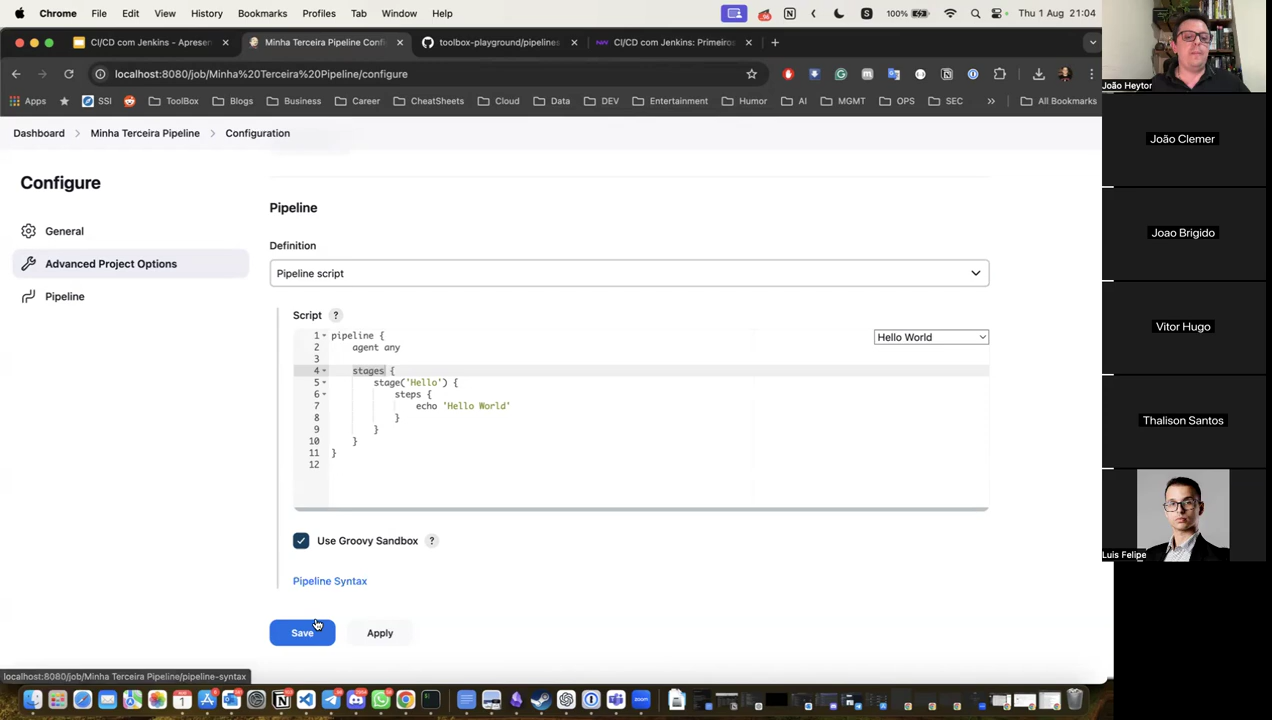 Chrome File Edit View History Bookmarks Profiles Tab Window Help 100% Thu 1 Aug 21:04
CI/CD com Jenkins - Apresen Minha Terceira Pipeline Confi toolbox-playground/pipelines CI/CD com Jenkins: Primeiros
localhost:8080/job/Minha%20Terceira%20Pipeline/configure
Apps SSI ToolBox Blogs Business Career CheatSheets Cloud Data DEV Entertainment Humor AI MGMT OPS SEC » All Bookmarks
Dashboard Minha Terceira Pipeline Configuration
Configure
General
Advanced Project Options
Pipeline
Pipeline
Definition
Pipeline script
Script ?
Hello World
1 pipeline {
2 agent any
3
4 stages {
5 stage('Hello') {
6 steps {
7 echo 'Hello World'
8 }
9 }
10 }
11 }
12
Use Groovy Sandbox ?
Pipeline Syntax
Save Apply
localhost:8080/job/Minha Terceira Pipeline/pipeline-syntax
João Heytor
João Clemer
Joao Brigido
Vitor Hugo
Thalison Santos
Luis Felipe